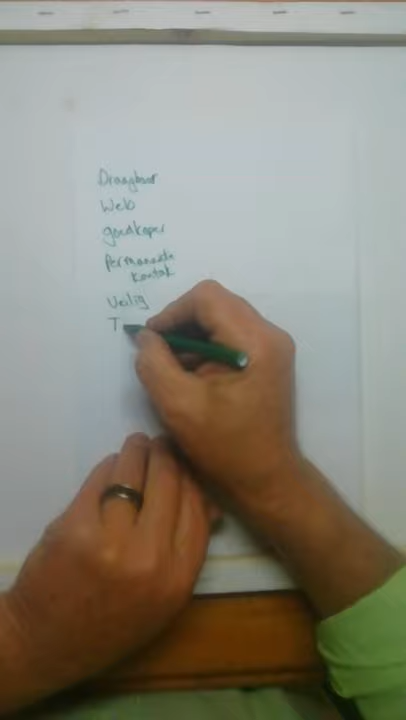 Draagbaar
Web
goedkoper
Permanente
kontak
Veilig
T